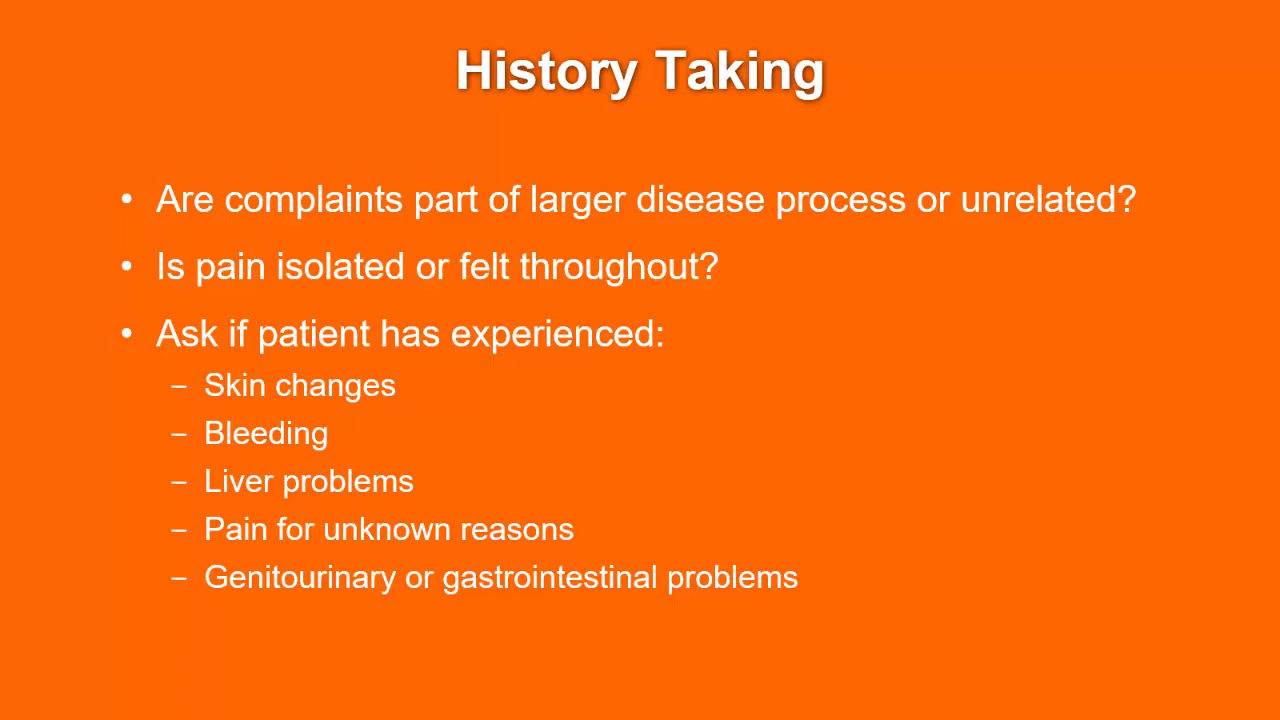 History Taking
• Are complaints part of larger disease process or unrelated?
• Is pain isolated or felt throughout?
• Ask if patient has experienced:
– Skin changes
– Bleeding
– Liver problems
– Pain for unknown reasons
– Genitourinary or gastrointestinal problems